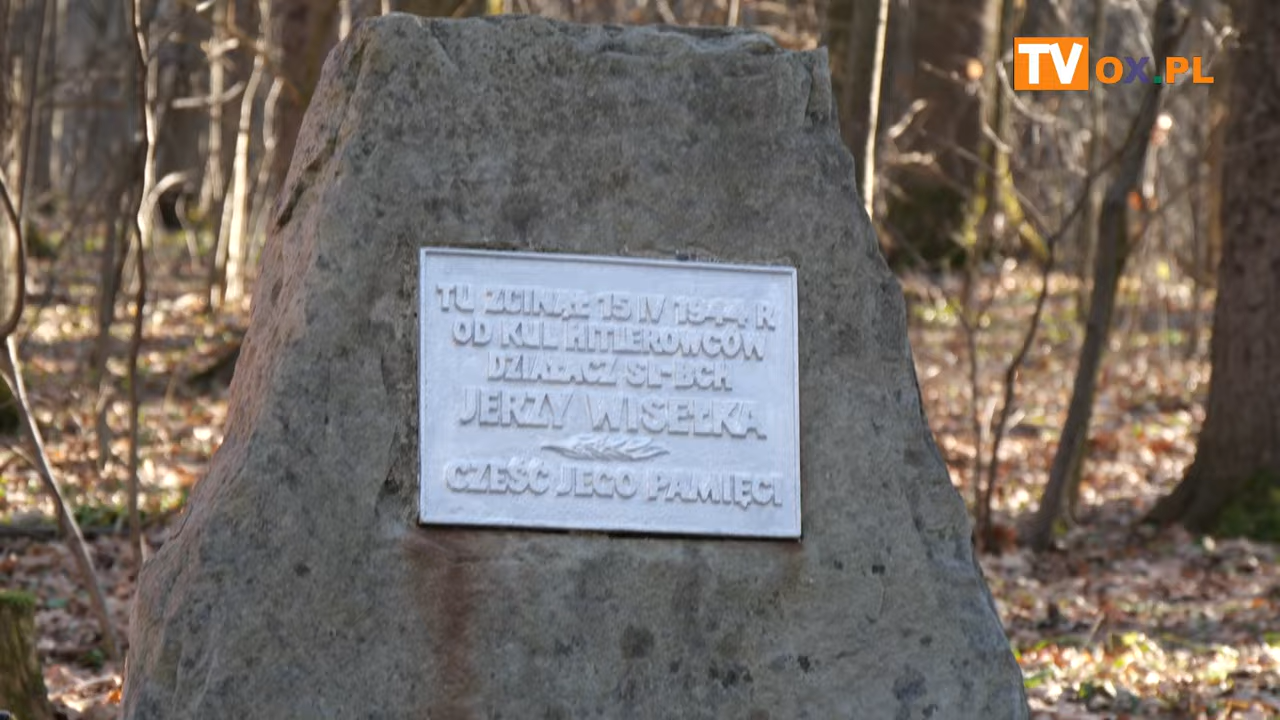 TVOX.PL
TU ZGINĄŁ 15 IV 1944 R
OD KUL HITLEROWCÓW
DZIAŁACZ SL-BCH
JERZY WISEŁKA
CZEŚĆ JEGO PAMIĘCI